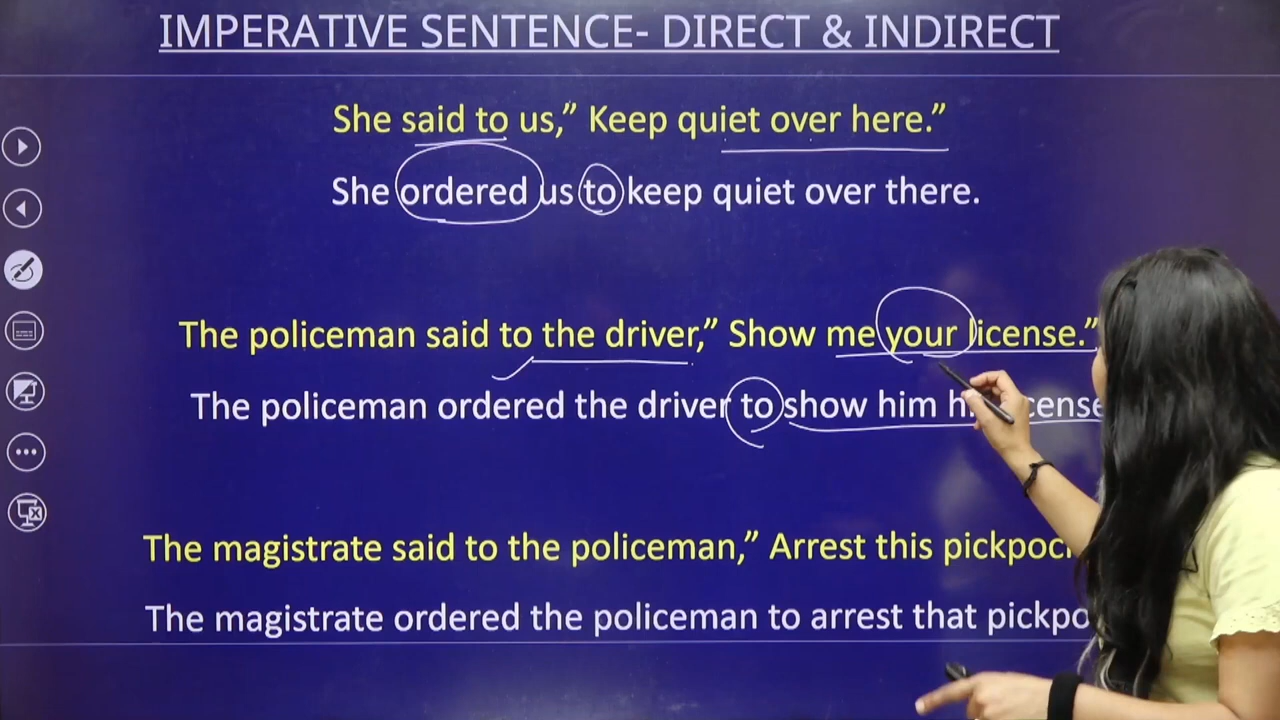 IMPERATIVE SENTENCE- DIRECT & INDIRECT
She said to us,” Keep quiet over here.”
She ordered us to keep quiet over there.
The policeman said to the driver,” Show me your license.”
The policeman ordered the driver to show him
The magistrate said to the policeman,” Arrest this
The magistrate ordered the policeman to arrest that